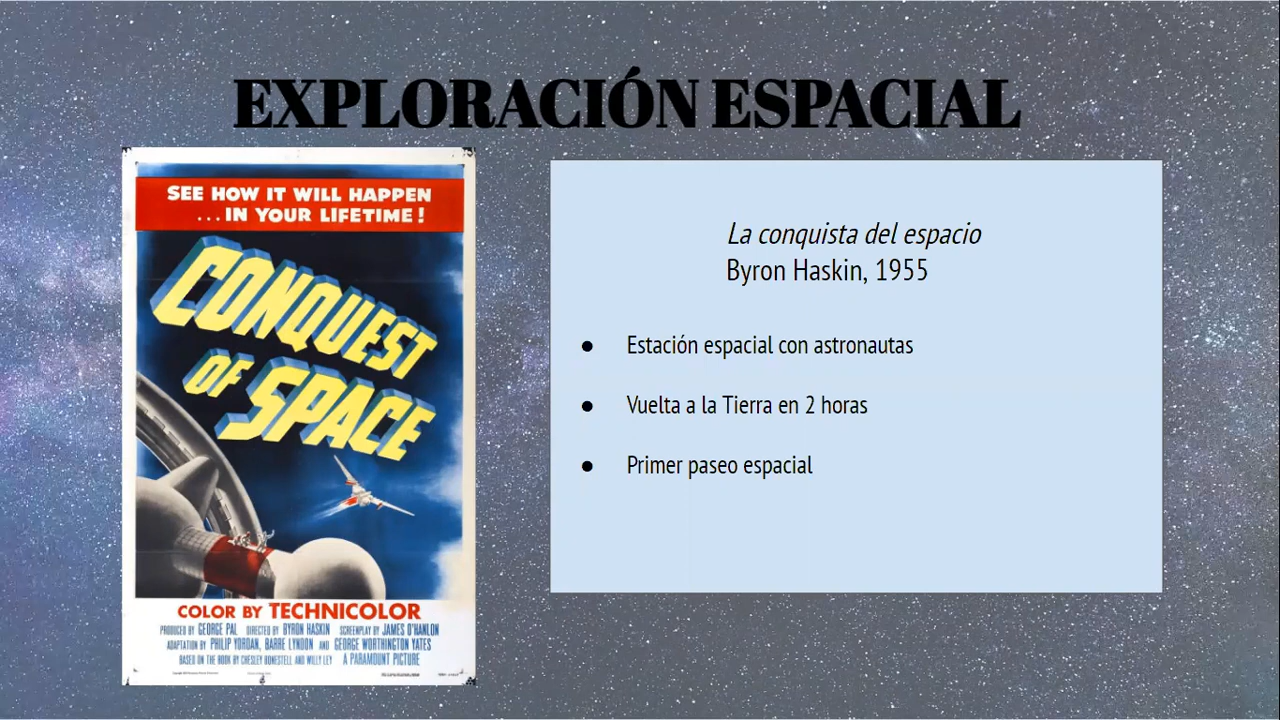 EXPLORACIÓN ESPACIAL
SEE HOW IT WILL HAPPEN
...IN YOUR LIFETIME!
CONQUEST
OF SPACE
COLOR BY TECHNICOLOR
PRODUCED BY GEORGE PAL DIRECTED BY BYRON HASKIN SCREENPLAY BY JAMES O'HANLON
ADAPTATION BY PHILIP YORDAN, BARRE LYNDON AND GEORGE WORTHINGTON YATES
BASED ON THE BOOK BY CHESLEY BONESTELL AND WILLY LEY A PARAMOUNT PICTURE
La conquista del espacio
Byron Haskin, 1955
● Estación espacial con astronautas
● Vuelta a la Tierra en 2 horas
● Primer paseo espacial